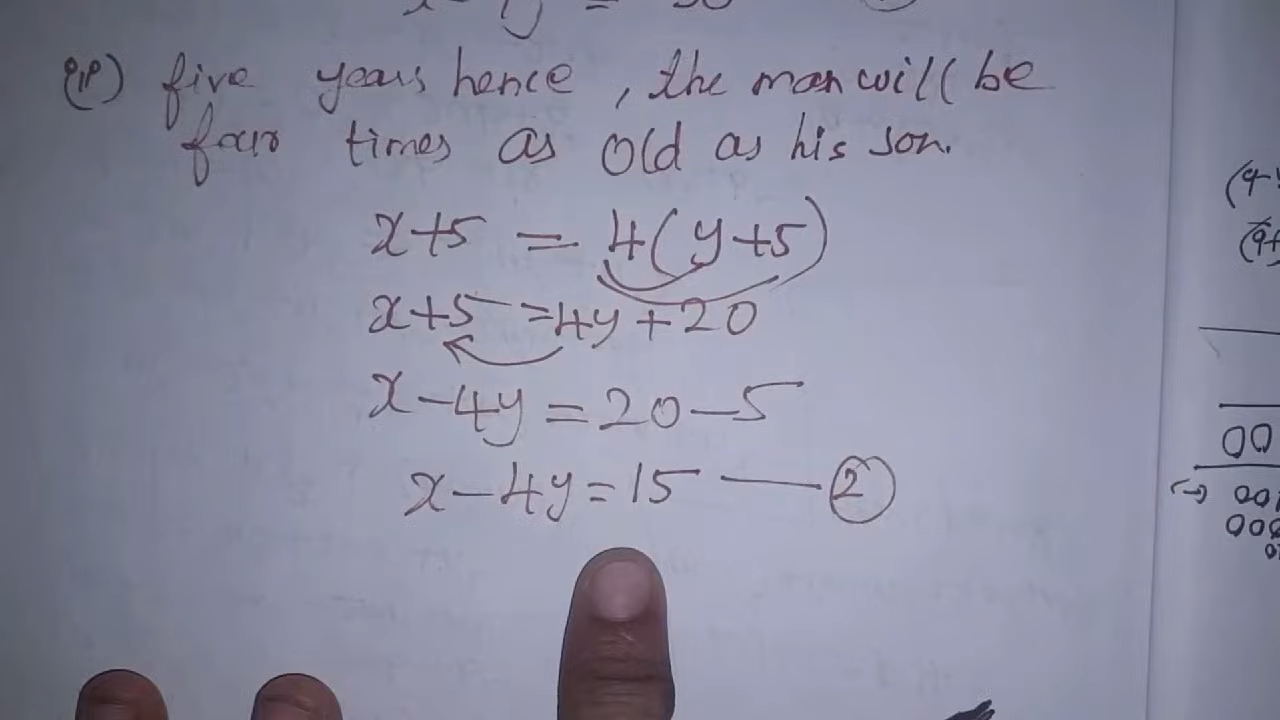 (ii) five years hence, the man will be
four times as old as his son.
x+5 = 4(y+5)
x+5 = 4y+20
x-4y = 20-5
x-4y = 15 — ②
00